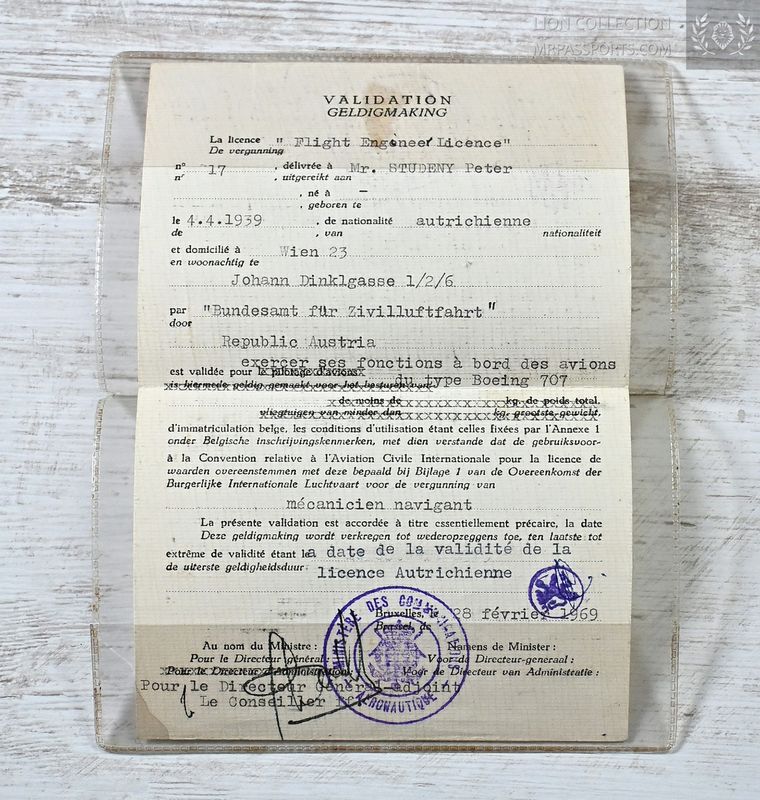 LION COLLECTION
MRPASSPORTS.COM
VALIDATION
GELDIGMAKING
La licence " Flight Engeneer Licence"
De vergunning
n° 17 , délivrée à Mr. STUDENY Peter
nr , uitgereikt aan
, né à –
, geboren te
le 4.4.1939 , de nationalité autrichienne
de , van nationaliteit
et domicilié à Wien 23
en woonachtig te
Johann Dinklgasse 1/2/6
par "Bundesamt für Zivilluftfahrt"
door
Republic Austria
exercer ses fonctions à bord des avions
est validée pour le pilotage d'avions
du type Boeing 707
is hiermede geldig gemaakt voor het besturen van
de moins de kg. de poids total.
vliegtuigen van minder dan kg. grootste gewicht,
d'immatriculation belge, les conditions d'utilisation étant celles fixées par l'Annexe 1
onder Belgische inschrijvingskenmerken, met dien verstande dat de gebruiksvoor-
à la Convention relative à l'Aviation Civile Internationale pour la licence de
waarden overeenstemmen met deze bepaald bij Bijlage 1 van de Overeenkomst der
Burgerlijke Internationale Luchtvaart voor de vergunning van
mécanicien navigant
La présente validation est accordée à titre essentiellement précaire, la date
Deze geldigmaking wordt verkregen tot wederopzeggens toe, ten laatste tot
extrême de validité étant la date de la validité de la
de uiterste geldigheidsduur
licence Autrichienne
Bruxelles, le 28 février 1969
Brussel, de
MINISTERE DES COMMUNICATIONS
AERONAUTIQUE
Au nom du Ministre : Namens de Minister :
Pour le Directeur général Voor de Directeur-generaal :
Pour le Directeur d'Administration Voor de Directeur van Administratie :
Pour le Directeur Général-adjoint
Le Conseiller